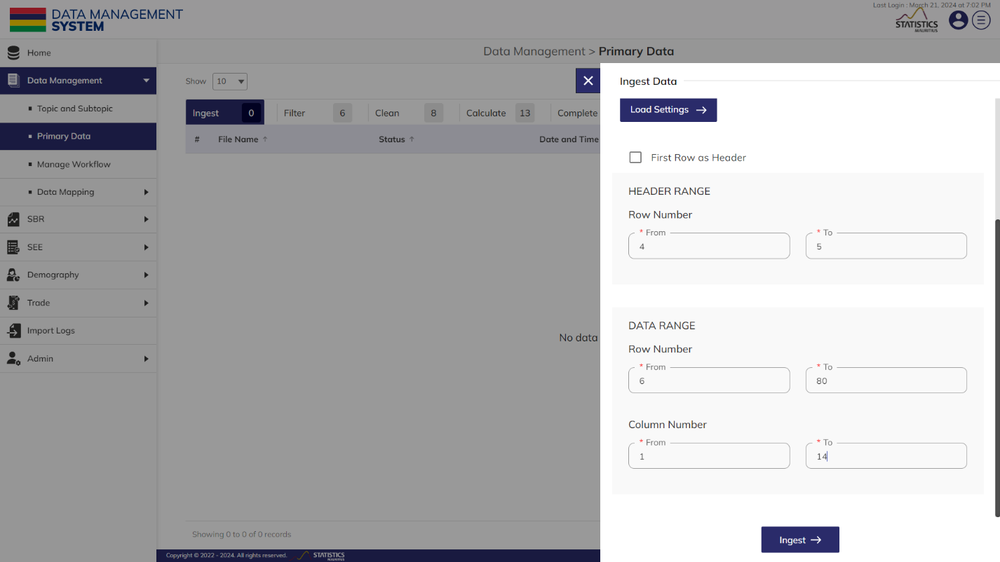 Last Login : March 21, 2024 at 7:02 PM
DATA MANAGEMENT
SYSTEM
STATISTICS
MAURITIUS
Home
Data Management
Topic and Subtopic
Primary Data
Manage Workflow
Data Mapping
SBR
SEE
Demography
Trade
Import Logs
Admin
Data Management > Primary Data
Show 10
Ingest 0 Filter 6 Clean 8 Calculate 13 Complete
# File Name ↑ Status ↑ Date and Time
No data
Showing 0 to 0 of 0 records
Copyright © 2022 - 2024. All rights reserved.
STATISTICS
MAURITIUS
Ingest Data
Load Settings →
First Row as Header
HEADER RANGE
Row Number
* From * To
4 5
DATA RANGE
Row Number
* From * To
6 80
Column Number
* From * To
1 14
Ingest →